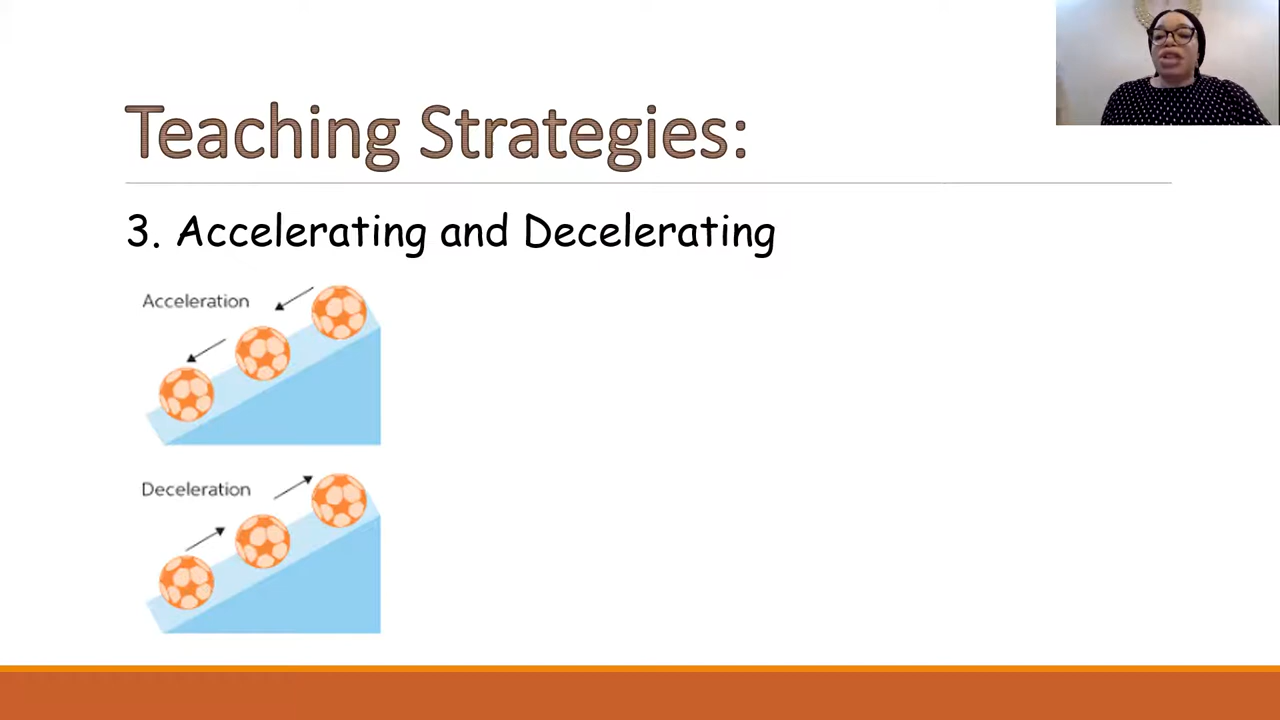 Teaching Strategies:
3. Accelerating and Decelerating
Acceleration
Deceleration